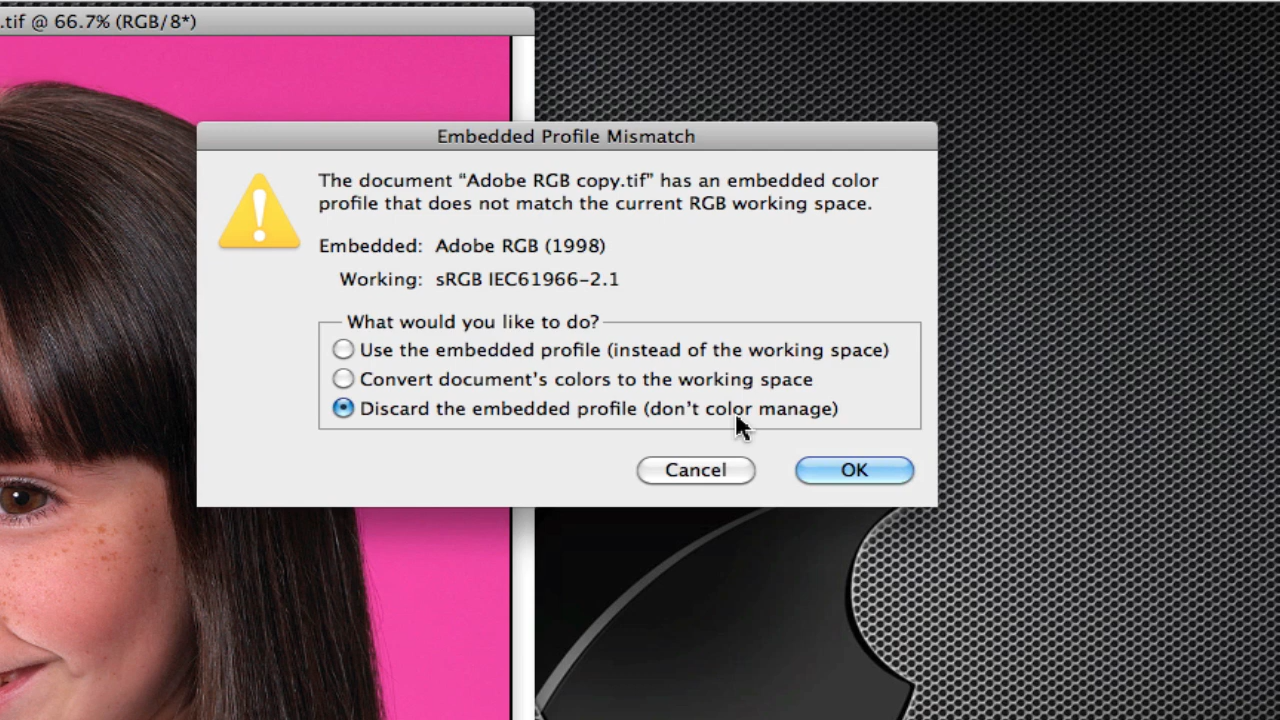 .tif @ 66.7% (RGB/8*)
Embedded Profile Mismatch
The document “Adobe RGB copy.tif” has an embedded color
profile that does not match the current RGB working space.
Embedded: Adobe RGB (1998)
Working: sRGB IEC61966-2.1
What would you like to do?
Use the embedded profile (instead of the working space)
Convert document’s colors to the working space
Discard the embedded profile (don’t color manage)
Cancel OK